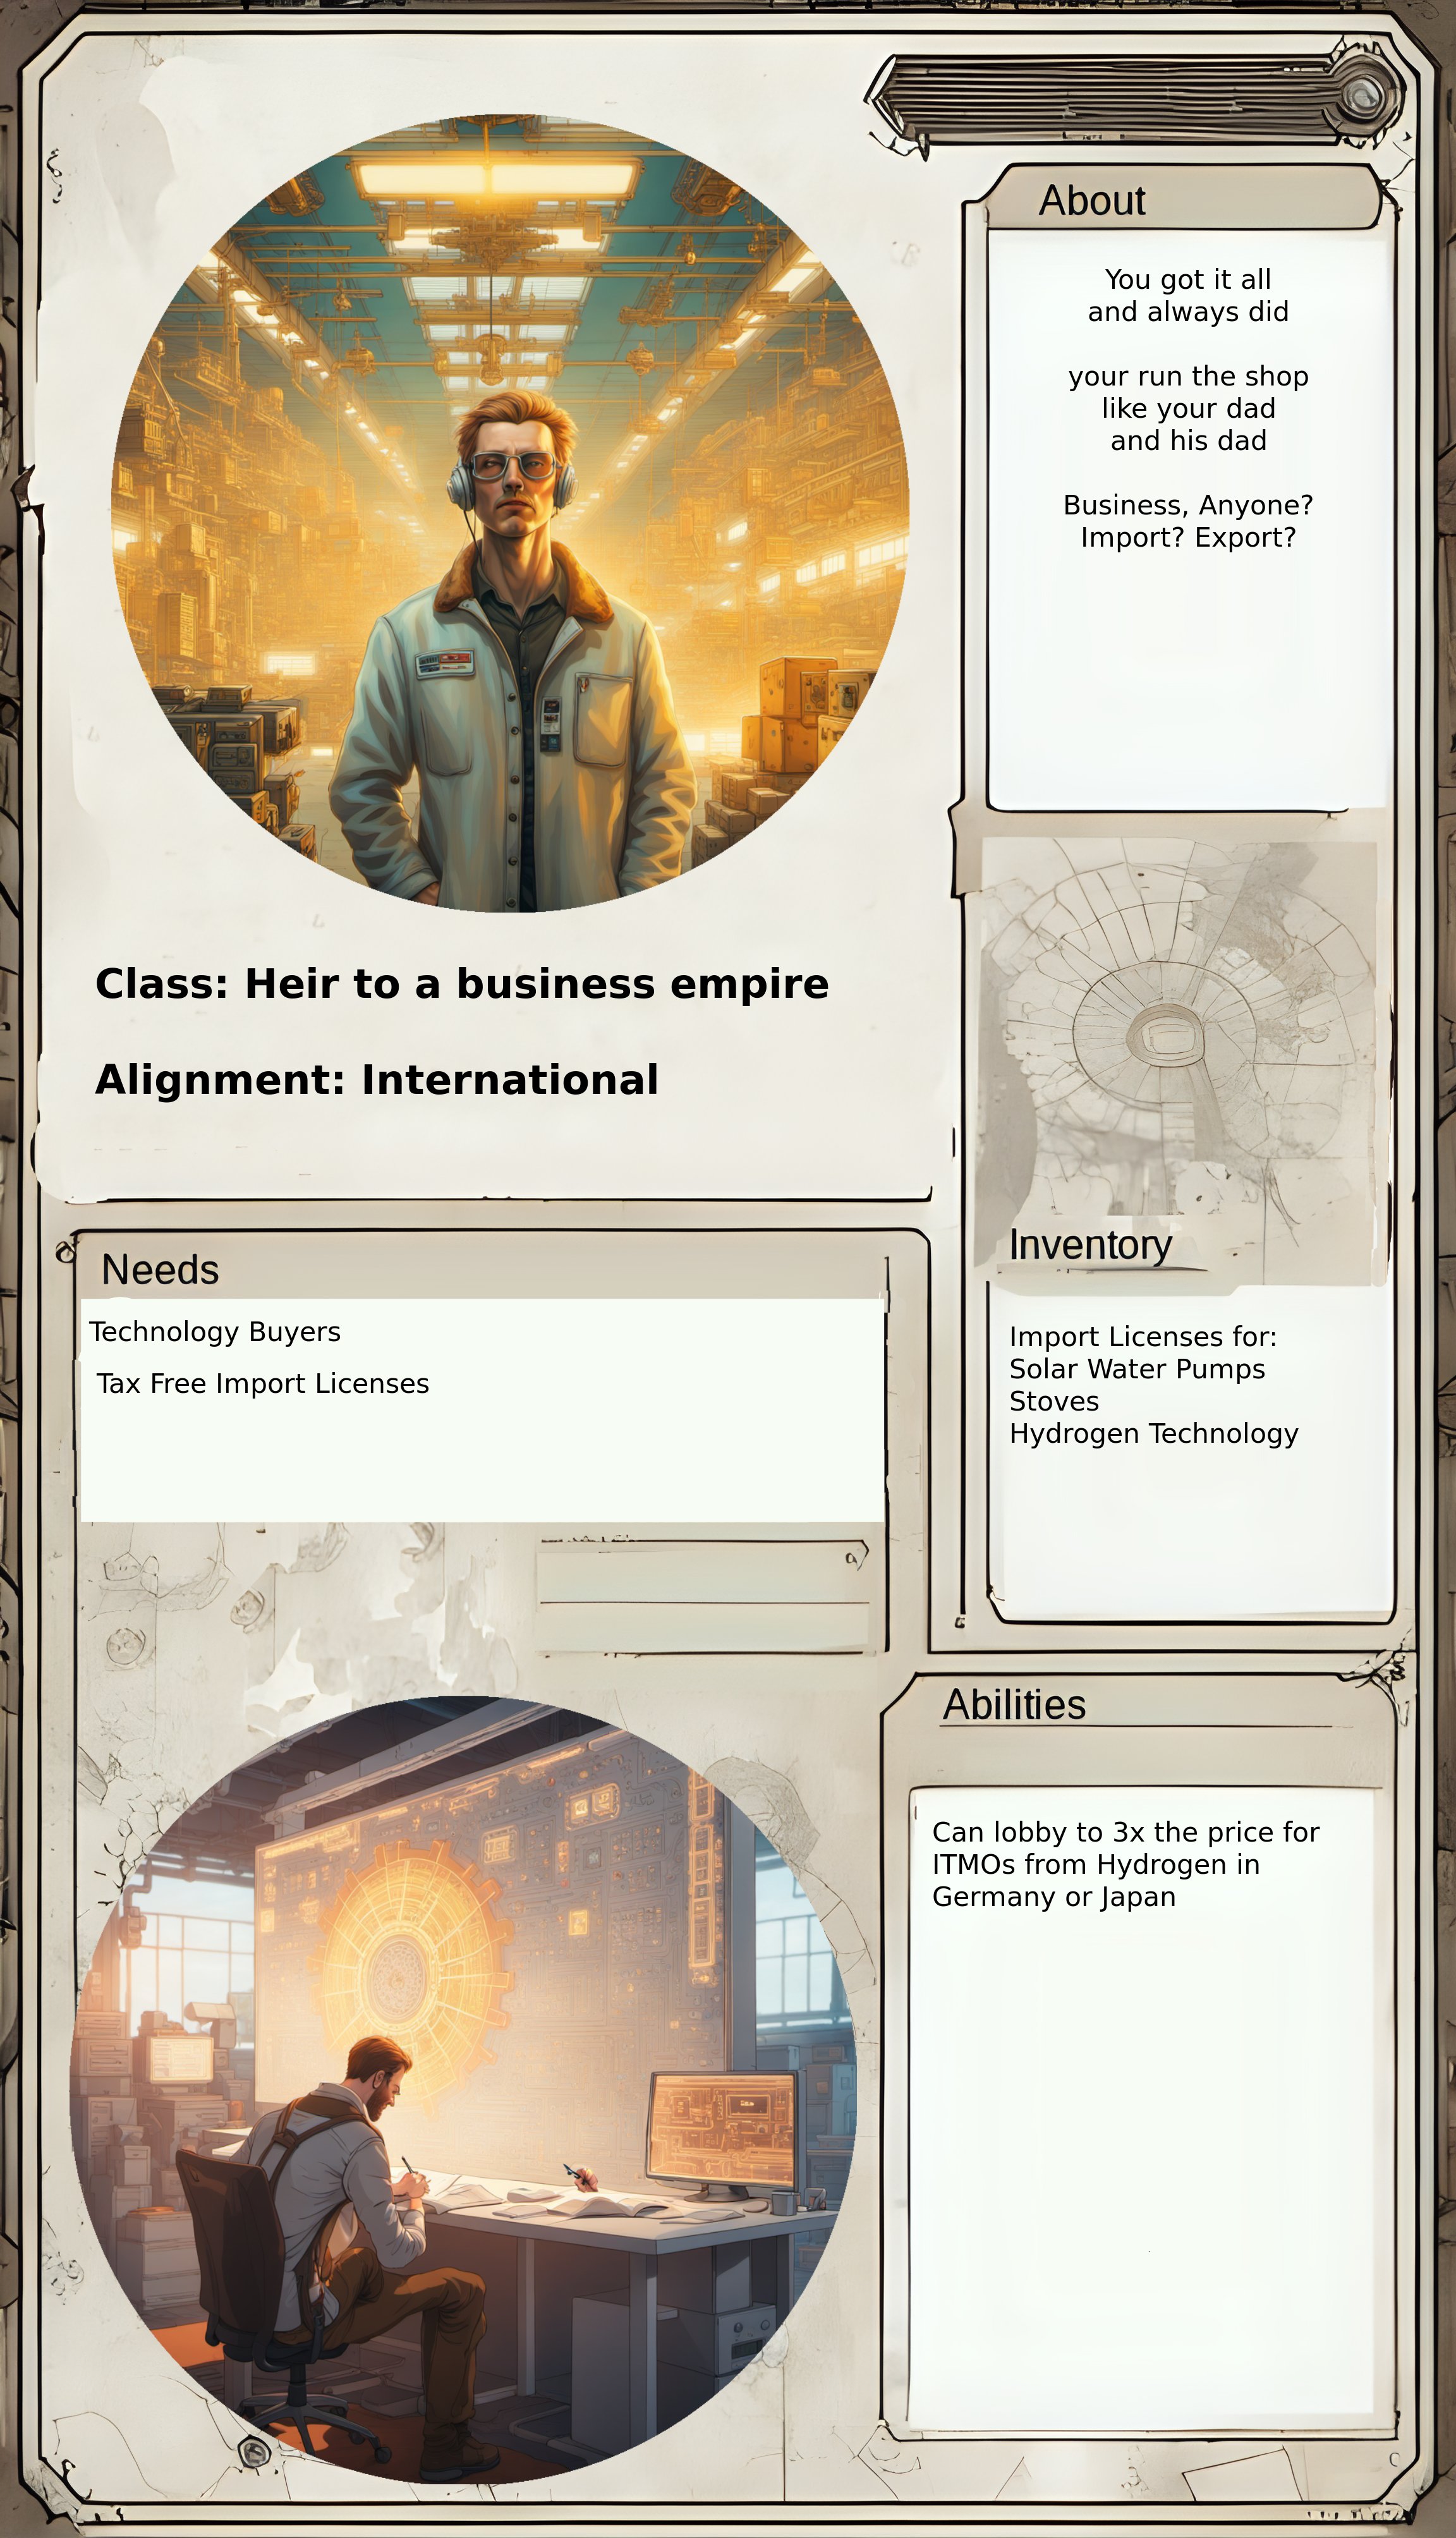 About
You got it all
and always did
your run the shop
like your dad
and his dad
Business, Anyone?
Import? Export?
Class: Heir to a business empire
Alignment: International
Needs
Technology Buyers
Tax Free Import Licenses
Inventory
Import Licenses for:
Solar Water Pumps
Stoves
Hydrogen Technology
Abilities
Can lobby to 3x the price for
ITMOs from Hydrogen in
Germany or Japan